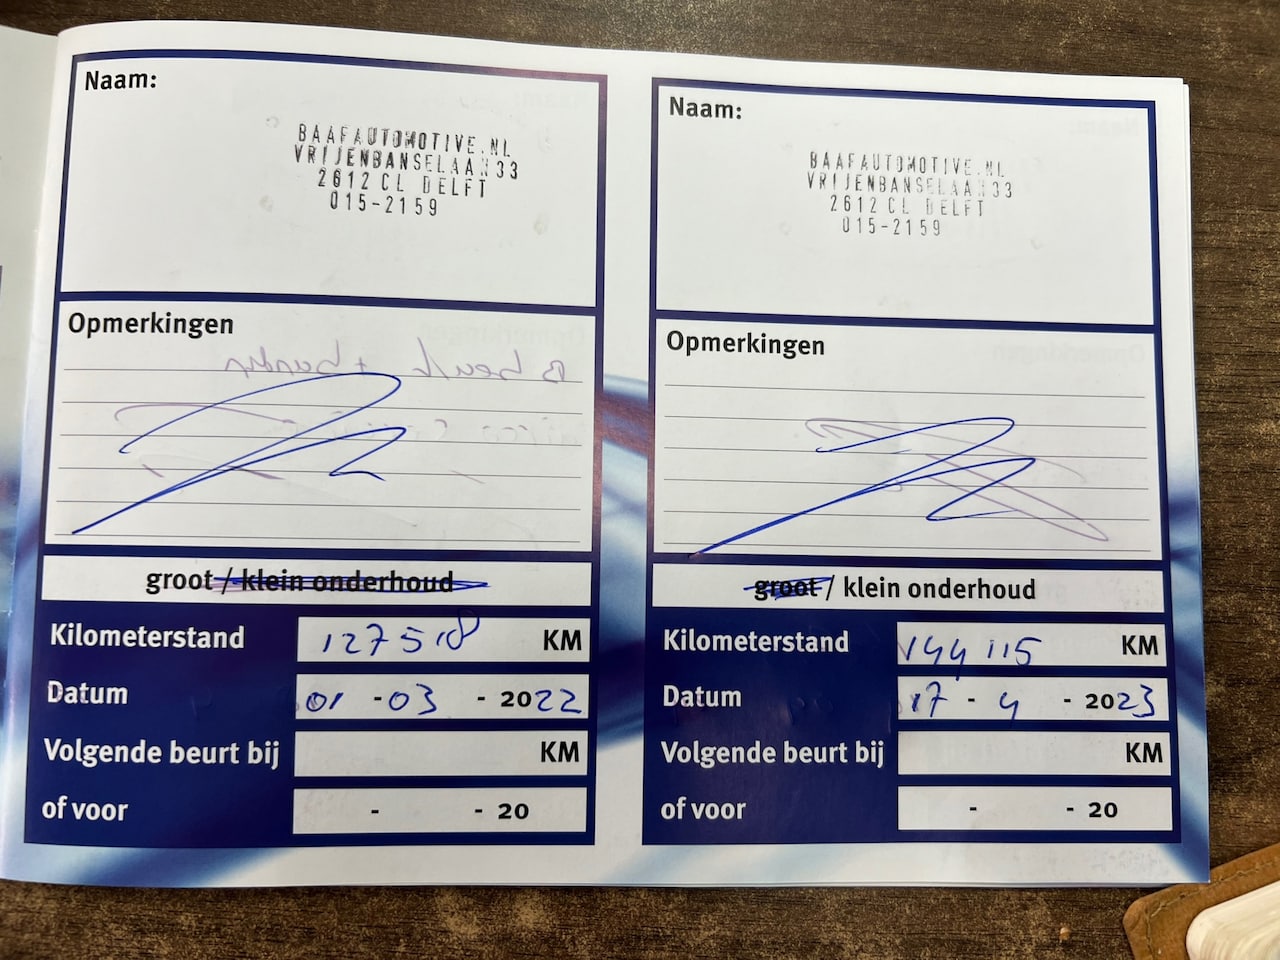 Naam:
BAAFAUTOMOTIVE.NL
VRIJENBANSELAAN 33
2612 CL DELFT
015-2159
Opmerkingen
groot / klein onderhoud
Kilometerstand 127518 KM
Datum 01 - 03 - 2022
Volgende beurt bij KM
of voor - - 20
Naam:
BAAFAUTOMOTIVE.NL
VRIJENBANSELAAN 33
2612 CL DELFT
015-2159
Opmerkingen
groot / klein onderhoud
Kilometerstand 144115 KM
Datum 17 - 4 - 2023
Volgende beurt bij KM
of voor - - 20